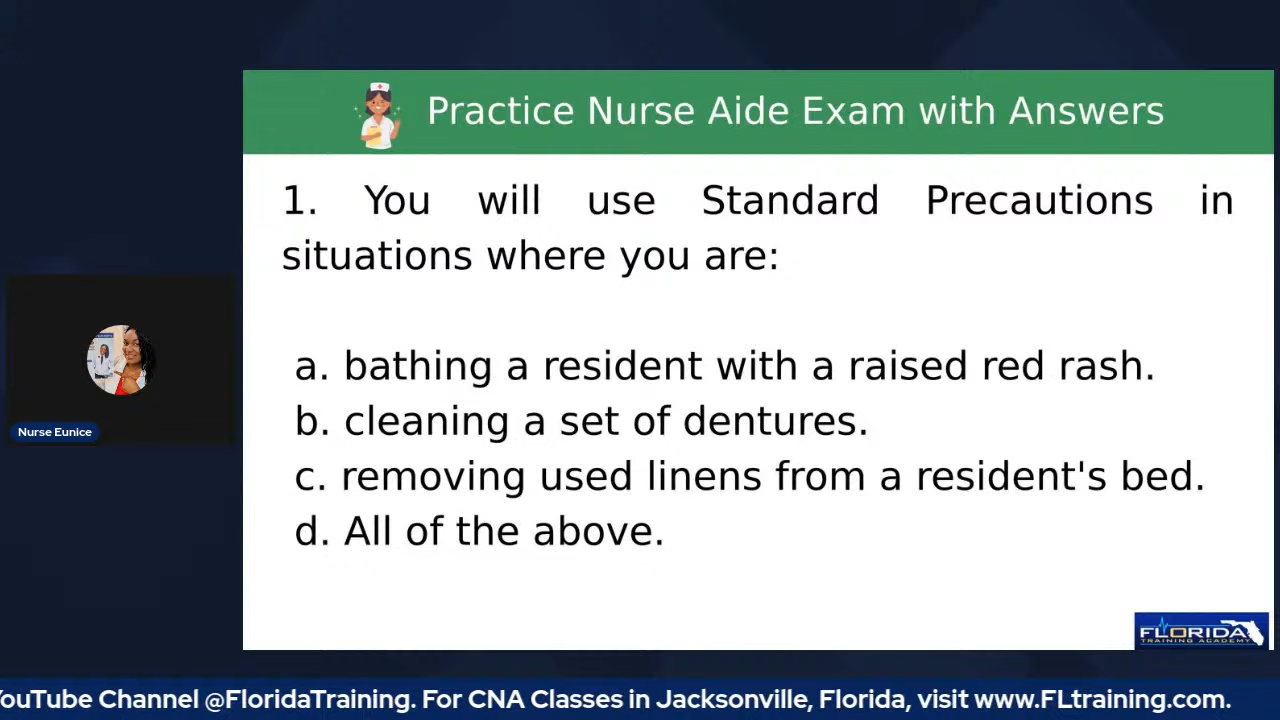 Practice Nurse Aide Exam with Answers
1. You will use Standard Precautions in
situations where you are:
a. bathing a resident with a raised red rash.
b. cleaning a set of dentures.
c. removing used linens from a resident's bed.
d. All of the above.
Nurse Eunice
FLORIDA
TRAINING ACADEMY
YouTube Channel @FloridaTraining. For CNA Classes in Jacksonville, Florida, visit www.FLtraining.com.